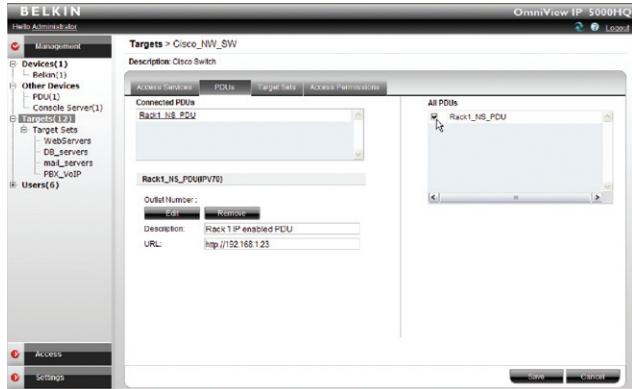 BELKIN
OmniView IP 5000HQ
Hello Administrator
Logout
Management
Devices(1)
Belkin(1)
Other Devices
PDU(1)
Console Server(1)
Targets(12)
Target Sets
WebServers
DB_servers
mail_servers
PBX_VoIP
Users(6)
Access
Settings
Targets > Cisco_NW_SW
Description: Cisco Switch
Access Services
PDUs
Target Sets
Access Permissions
Connected PDUs
Rack1_NS_PDU
Rack1_NS_PDU(IPV70)
Outlet Number :
Edit
Remove
Description: Rack 1 IP enabled PDU
URL: http://192.168.1.23
All PDUs
Rack1_NS_PDU
Save
Cancel